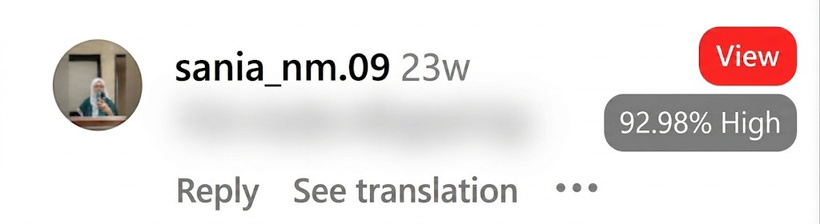 sania_nm.09 23w
View
92.98% High
Reply See translation •••